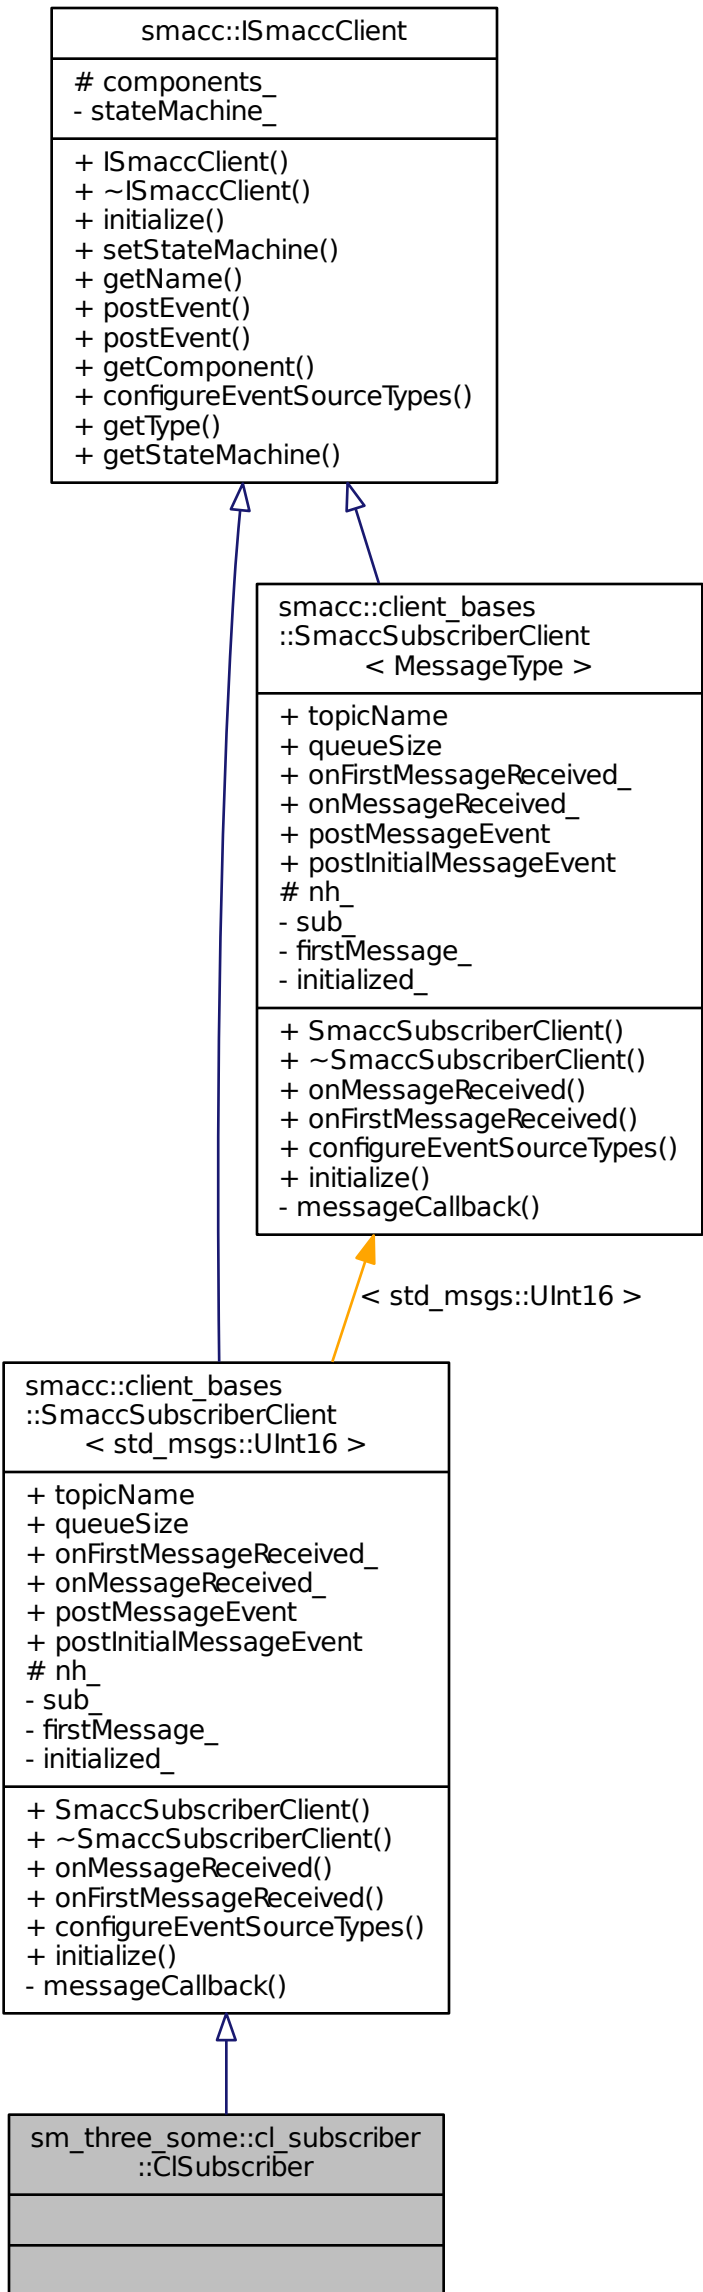 smacc::ISmaccClient
# components_
- stateMachine_
+ ISmaccClient()
+ ~ISmaccClient()
+ initialize()
+ setStateMachine()
+ getName()
+ postEvent()
+ postEvent()
+ getComponent()
+ configureEventSourceTypes()
+ getType()
+ getStateMachine()
smacc::client_bases
::SmaccSubscriberClient
< MessageType >
+ topicName
+ queueSize
+ onFirstMessageReceived_
+ onMessageReceived_
+ postMessageEvent
+ postInitialMessageEvent
# nh_
- sub_
- firstMessage_
- initialized_
+ SmaccSubscriberClient()
+ ~SmaccSubscriberClient()
+ onMessageReceived()
+ onFirstMessageReceived()
+ configureEventSourceTypes()
+ initialize()
- messageCallback()
< std_msgs::UInt16 >
smacc::client_bases
::SmaccSubscriberClient
< std_msgs::UInt16 >
+ topicName
+ queueSize
+ onFirstMessageReceived_
+ onMessageReceived_
+ postMessageEvent
+ postInitialMessageEvent
# nh_
- sub_
- firstMessage_
- initialized_
+ SmaccSubscriberClient()
+ ~SmaccSubscriberClient()
+ onMessageReceived()
+ onFirstMessageReceived()
+ configureEventSourceTypes()
+ initialize()
- messageCallback()
sm_three_some::cl_subscriber
::ClSubscriber